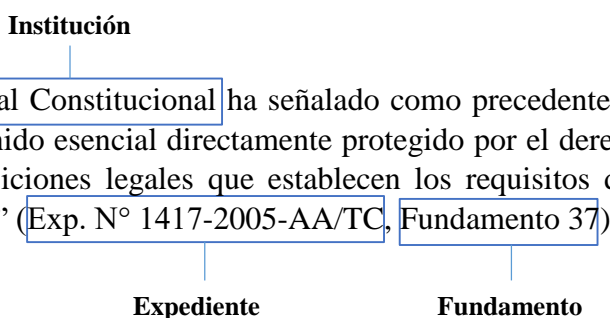 Institución
al Constitucional ha señalado como precedente
nido esencial directamente protegido por el dere
iciones legales que establecen los requisitos
” (Exp. N° 1417-2005-AA/TC, Fundamento 37)
Expediente Fundamento